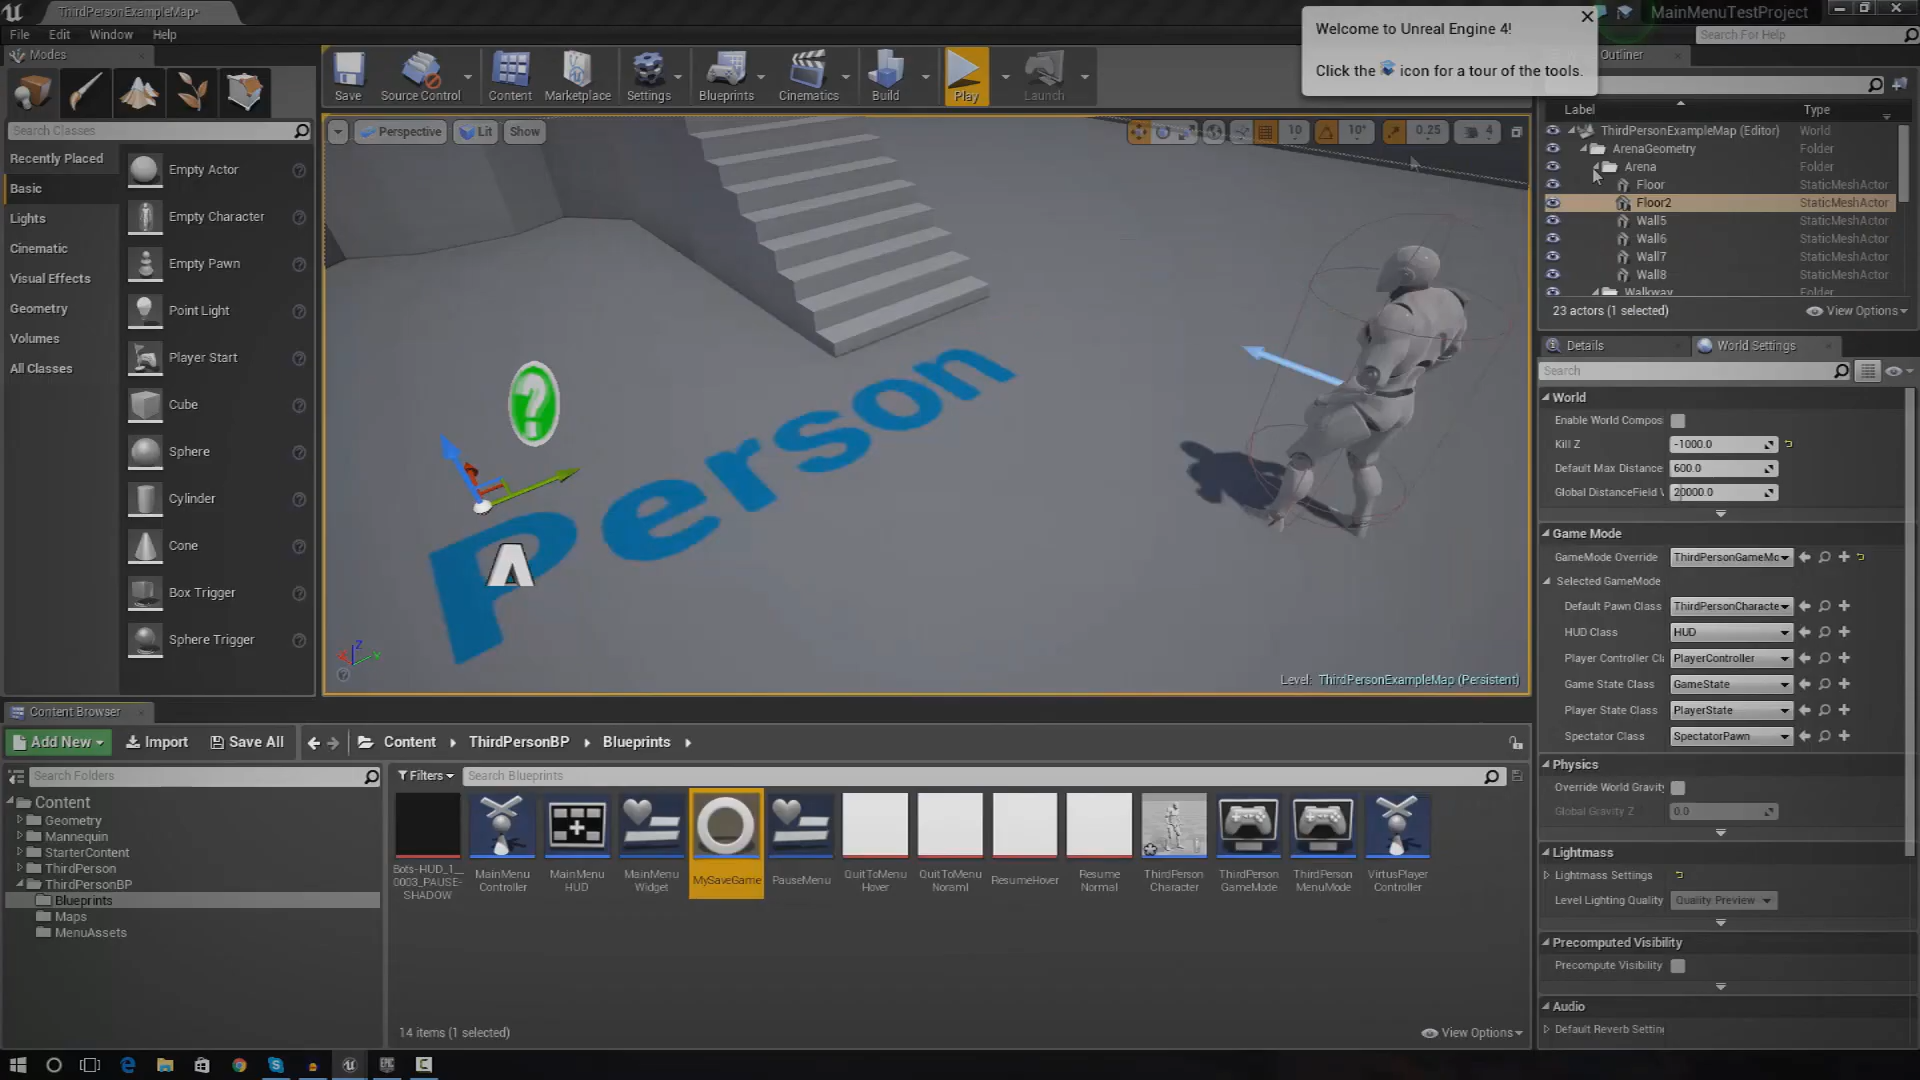 ThirdPersonExampleMap•
MainMenuTestProject
File Edit Window Help
Search For Help
Welcome to Unreal Engine 4!
Click the icon for a tour of the tools.
Modes
Save
Source Control
Content
Marketplace
Settings
Blueprints
Cinematics
Build
Play
Launch
Outliner
Search Classes
Perspective Lit Show
10 10° 0.25 4
Label Type
ThirdPersonExampleMap (Editor) World
ArenaGeometry Folder
Arena Folder
Floor StaticMeshActor
Floor2 StaticMeshActor
Wall5 StaticMeshActor
Wall6 StaticMeshActor
Wall7 StaticMeshActor
Wall8 StaticMeshActor
Walkway Folder
23 actors (1 selected) View Options
Recently Placed
Basic
Lights
Cinematic
Visual Effects
Geometry
Volumes
All Classes
Empty Actor
Empty Character
Empty Pawn
Point Light
Player Start
Cube
Sphere
Cylinder
Cone
Box Trigger
Sphere Trigger
?
Person
Z
Level: ThirdPersonExampleMap (Persistent)
Details World Settings
Search
World
Enable World Composi
Kill Z -1000.0
Default Max Distance 600.0
Global DistanceField V 20000.0
Game Mode
GameMode Override ThirdPersonGameMo
Selected GameMode
Default Pawn Class ThirdPersonCharacte
HUD Class HUD
Player Controller Cl PlayerController
Game State Class GameState
Player State Class PlayerState
Spectator Class SpectatorPawn
Physics
Override World Gravity
Global Gravity Z 0.0
Lightmass
Lightmass Settings
Level Lighting Quality Quality Preview
Precomputed Visibility
Precompute Visibility
Audio
Default Reverb Settin
Content Browser
Add New Import Save All Content ThirdPersonBP Blueprints
Search Folders
Filters Search Blueprints
Content
Geometry
Mannequin
StarterContent
ThirdPerson
ThirdPersonBP
Blueprints
Maps
MenuAssets
Bots-HUD_1__
0003_PAUSE-
SHADOW
MainMenu
Controller
MainMenu
HUD
MainMenu
Widget
MySaveGame
PauseMenu
QuitToMenu
Hover
QuitToMenu
Noraml
ResumeHover
Resume
Normal
ThirdPerson
Character
ThirdPerson
GameMode
ThirdPerson
MenuMode
VirtusPlayer
Controller
14 items (1 selected) View Options